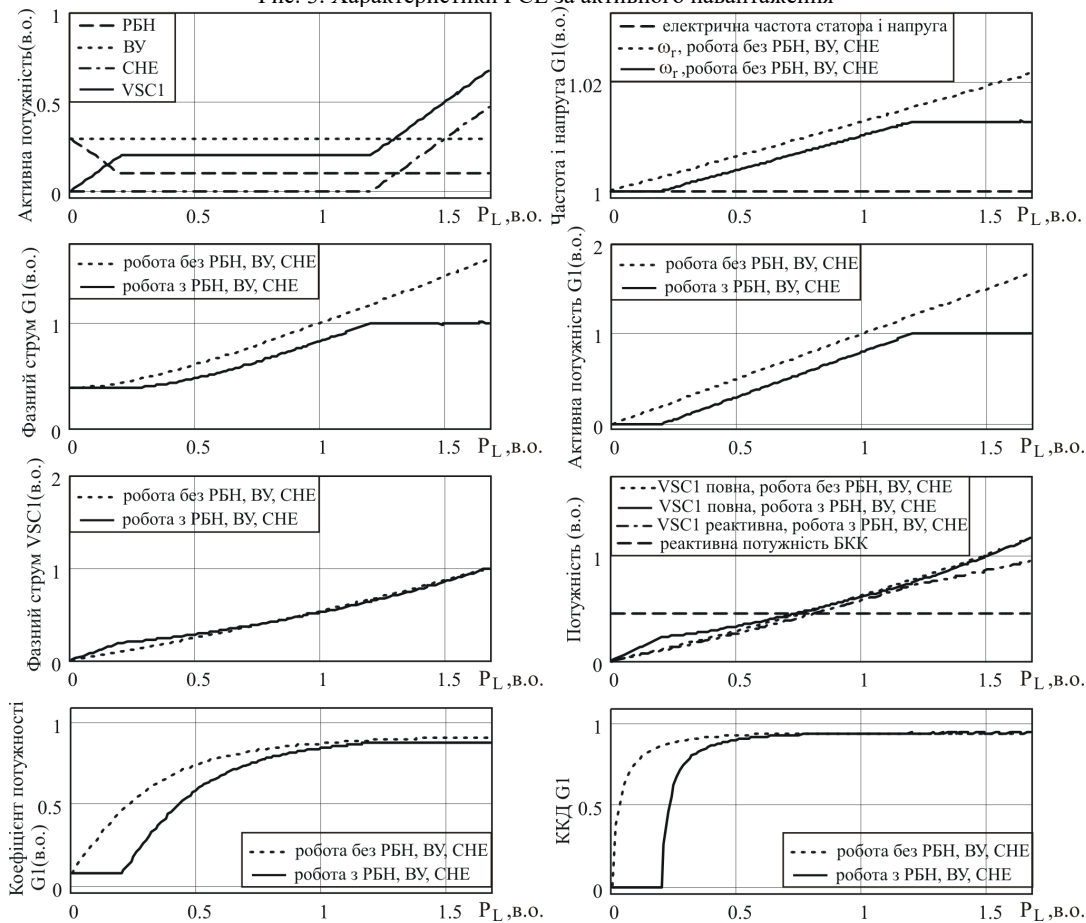 Рис. 5. Характеристики РСЕ за активного навантаження
Активна потужність(в.о.)
РБН
ВУ
СНЕ
VSC1
1
0.5
0
0 0.5 1 1.5 P_L,в.о.
Частота і напруга G1(в.о.)
електрична частота статора і напруга
ω_r, робота без РБН, ВУ, СНЕ
ω_r,робота без РБН, ВУ, СНЕ
1.02
1
0 0.5 1 1.5 P_L,в.о.
Фазний струм G1(в.о.)
робота без РБН, ВУ, СНЕ
робота з РБН, ВУ, СНЕ
1
0
0 0.5 1 1.5 P_L,в.о.
Активна потужність G1(в.о.)
робота без РБН, ВУ, СНЕ
робота з РБН, ВУ, СНЕ
2
1
0
0 0.5 1 1.5 P_L,в.о.
Фазний струм VSC1(в.о.)
робота без РБН, ВУ, СНЕ
робота з РБН, ВУ, СНЕ
2
1
0
0 0.5 1 1.5 P_L,в.о.
Потужність (в.о.)
VSC1 повна, робота без РБН, ВУ, СНЕ
VSC1 повна, робота з РБН, ВУ, СНЕ
VSC1 реактивна, робота з РБН, ВУ, СНЕ
реактивна потужність БКК
1
0
0 0.5 1 1.5 P_L,в.о.
Коефіцієнт потужності
G1(в.о.)
1
0.5
0
робота без РБН, ВУ, СНЕ
робота з РБН, ВУ, СНЕ
0 0.5 1 1.5 P_L,в.о.
ККД G1
1
0.5
0
робота без РБН, ВУ, СНЕ
робота з РБН, ВУ, СНЕ
0 0.5 1 1.5 P_L,в.о.